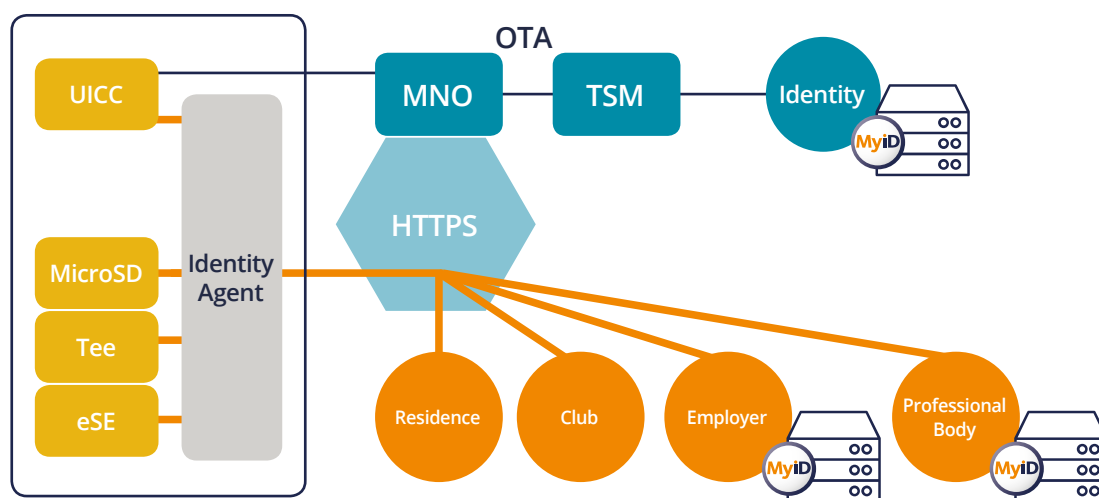 OTA
UICC
MNO
TSM
Identity
MyiD
HTTPS
Identity
Agent
MicroSD
Tee
eSE
Residence
Club
Employer
Professional
Body
MyiD
MyiD